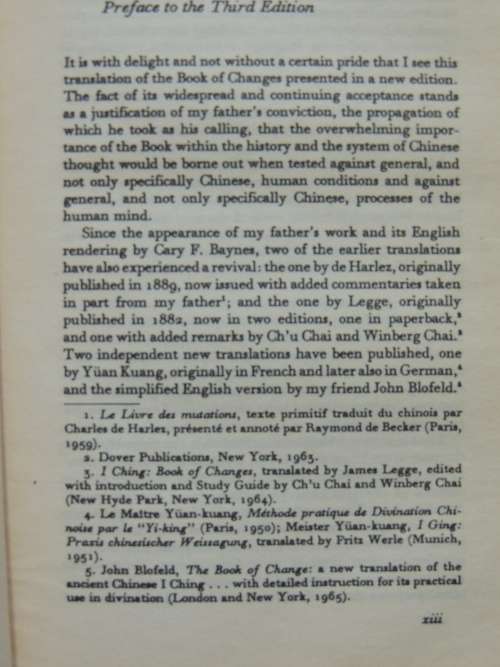 Preface to the Third Edition
It is with delight and not without a certain pride that I see this
translation of the Book of Changes presented in a new edition.
The fact of its widespread and continuing acceptance stands
as a justification of my father's conviction, the propagation of
which he took as his calling, that the overwhelming impor-
tance of the Book within the history and the system of Chinese
thought would be borne out when tested against general, and
not only specifically Chinese, human conditions and against
general, and not only specifically Chinese, processes of the
human mind.
Since the appearance of my father's work and its English
rendering by Cary F. Baynes, two of the earlier translations
have also experienced a revival: the one by de Harlez, originally
published in 1889, now issued with added commentaries taken
in part from my father¹; and the one by Legge, originally
published in 1882, now in two editions, one in paperback,²
and one with added remarks by Ch'u Chai and Winberg Chai.³
Two independent new translations have been published, one
by Yüan Kuang, originally in French and later also in German,⁴
and the simplified English version by my friend John Blofeld.⁵
1. Le Livre des mutations, texte primitif traduit du chinois par
Charles de Harlez, présenté et annoté par Raymond de Becker (Paris,
1959).
2. Dover Publications, New York, 1963.
3. I Ching: Book of Changes, translated by James Legge, edited
with introduction and Study Guide by Ch'u Chai and Winberg Chai
(New Hyde Park, New York, 1964).
4. Le Maître Yüan-kuang, Méthode pratique de Divination Chi-
noise par le "Yi-king" (Paris, 1950); Meister Yüan-kuang, I Ging:
Praxis chinesischer Weissagung, translated by Fritz Werle (Munich,
1951).
5. John Blofeld, The Book of Change: a new translation of the
ancient Chinese I Ching . . . with detailed instruction for its practical
use in divination (London and New York, 1965).
xiii